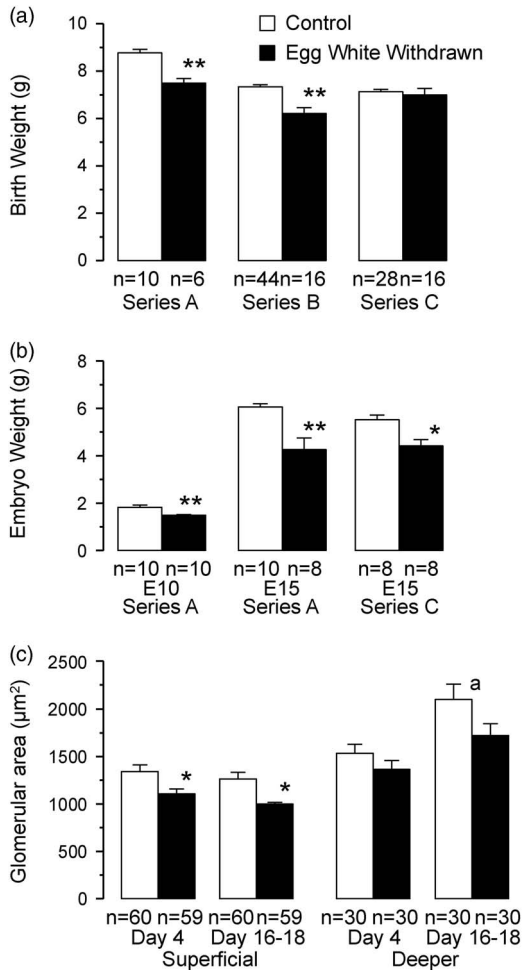 (a)
Control
Egg White Withdrawn
Birth Weight (g)
10
8
6
4
2
0
**
**
n=10 n=6 n=44n=16 n=28n=16
Series A Series B Series C
(b)
Embryo Weight (g)
8
6
4
2
0
**
**
*
n=10 n=10 n=10 n=8 n=8 n=8
E10 E15 E15
Series A Series A Series C
(c)
Glomerular area (µm²)
2500
2000
1500
1000
500
0
*
*
a
n=60 n=59 n=60 n=59 n=30 n=30 n=30 n=30
Day 4 Day 16-18 Day 4 Day 16-18
Superficial Deeper